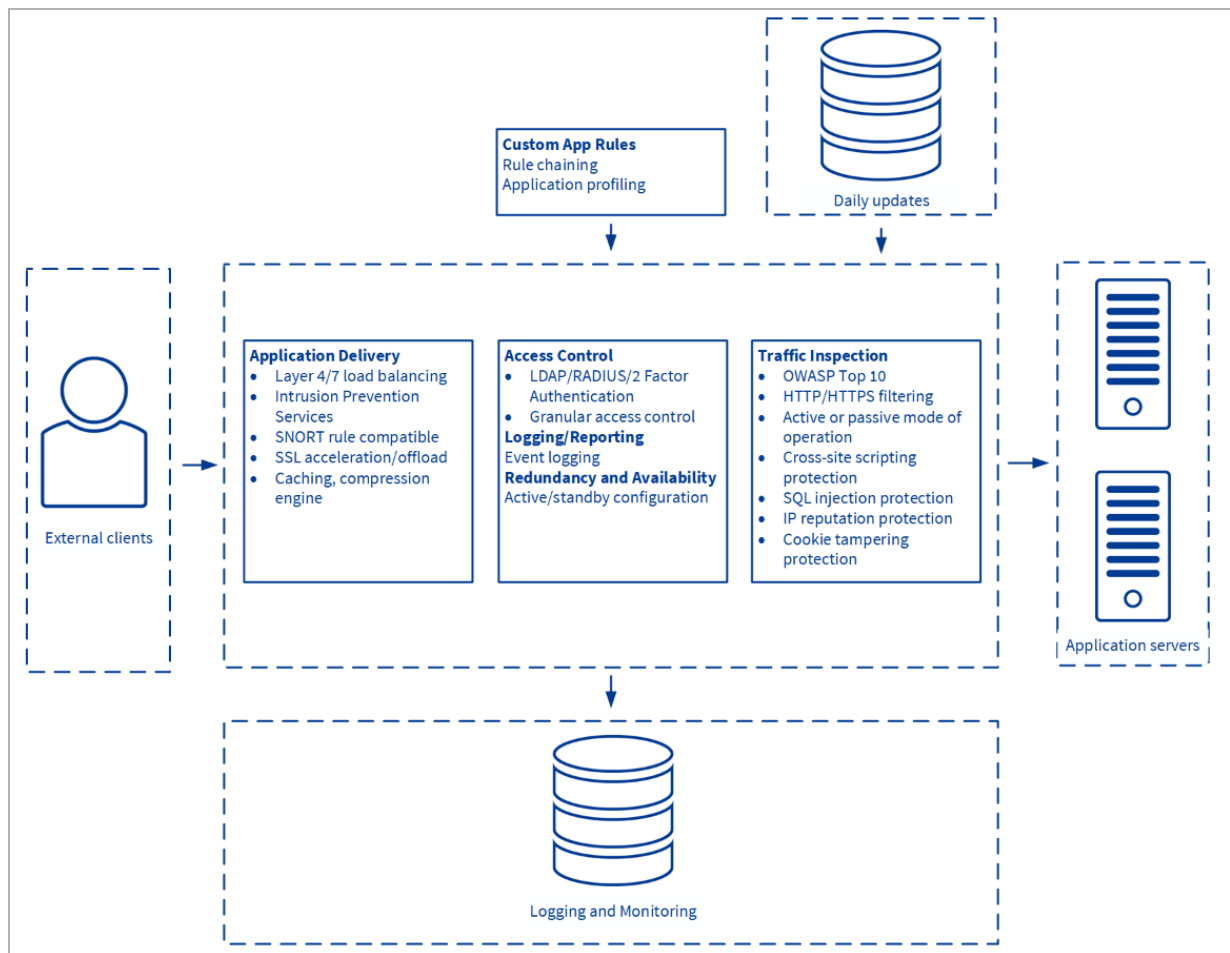 Custom App Rules
Rule chaining
Application profiling
Daily updates
External clients
Application Delivery
• Layer 4/7 load balancing
• Intrusion Prevention
Services
• SNORT rule compatible
• SSL acceleration/offload
• Caching, compression
engine
Access Control
• LDAP/RADIUS/2 Factor
Authentication
• Granular access control
Logging/Reporting
Event logging
Redundancy and Availability
Active/standby configuration
Traffic Inspection
• OWASP Top 10
• HTTP/HTTPS filtering
• Active or passive mode of
operation
• Cross-site scripting
protection
• SQL injection protection
• IP reputation protection
• Cookie tampering
protection
Application servers
Logging and Monitoring